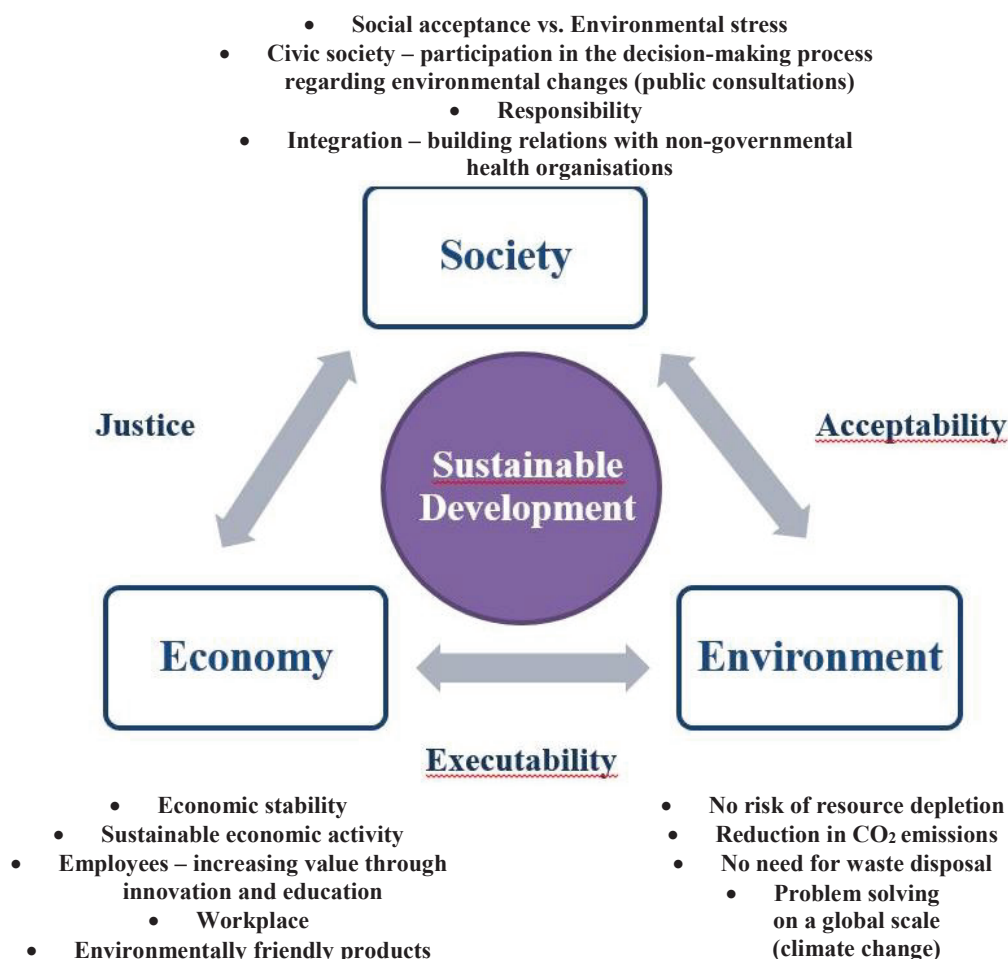 • Social acceptance vs. Environmental stress
• Civic society – participation in the decision-making process
regarding environmental changes (public consultations)
• Responsibility
• Integration – building relations with non-governmental
health organisations
Society
Justice
Acceptability
Sustainable
Development
Economy
Environment
Executability
• Economic stability
• Sustainable economic activity
• Employees – increasing value through
innovation and education
• Workplace
• Environmentally friendly products
• No risk of resource depletion
• Reduction in CO₂ emissions
• No need for waste disposal
• Problem solving
on a global scale
(climate change)